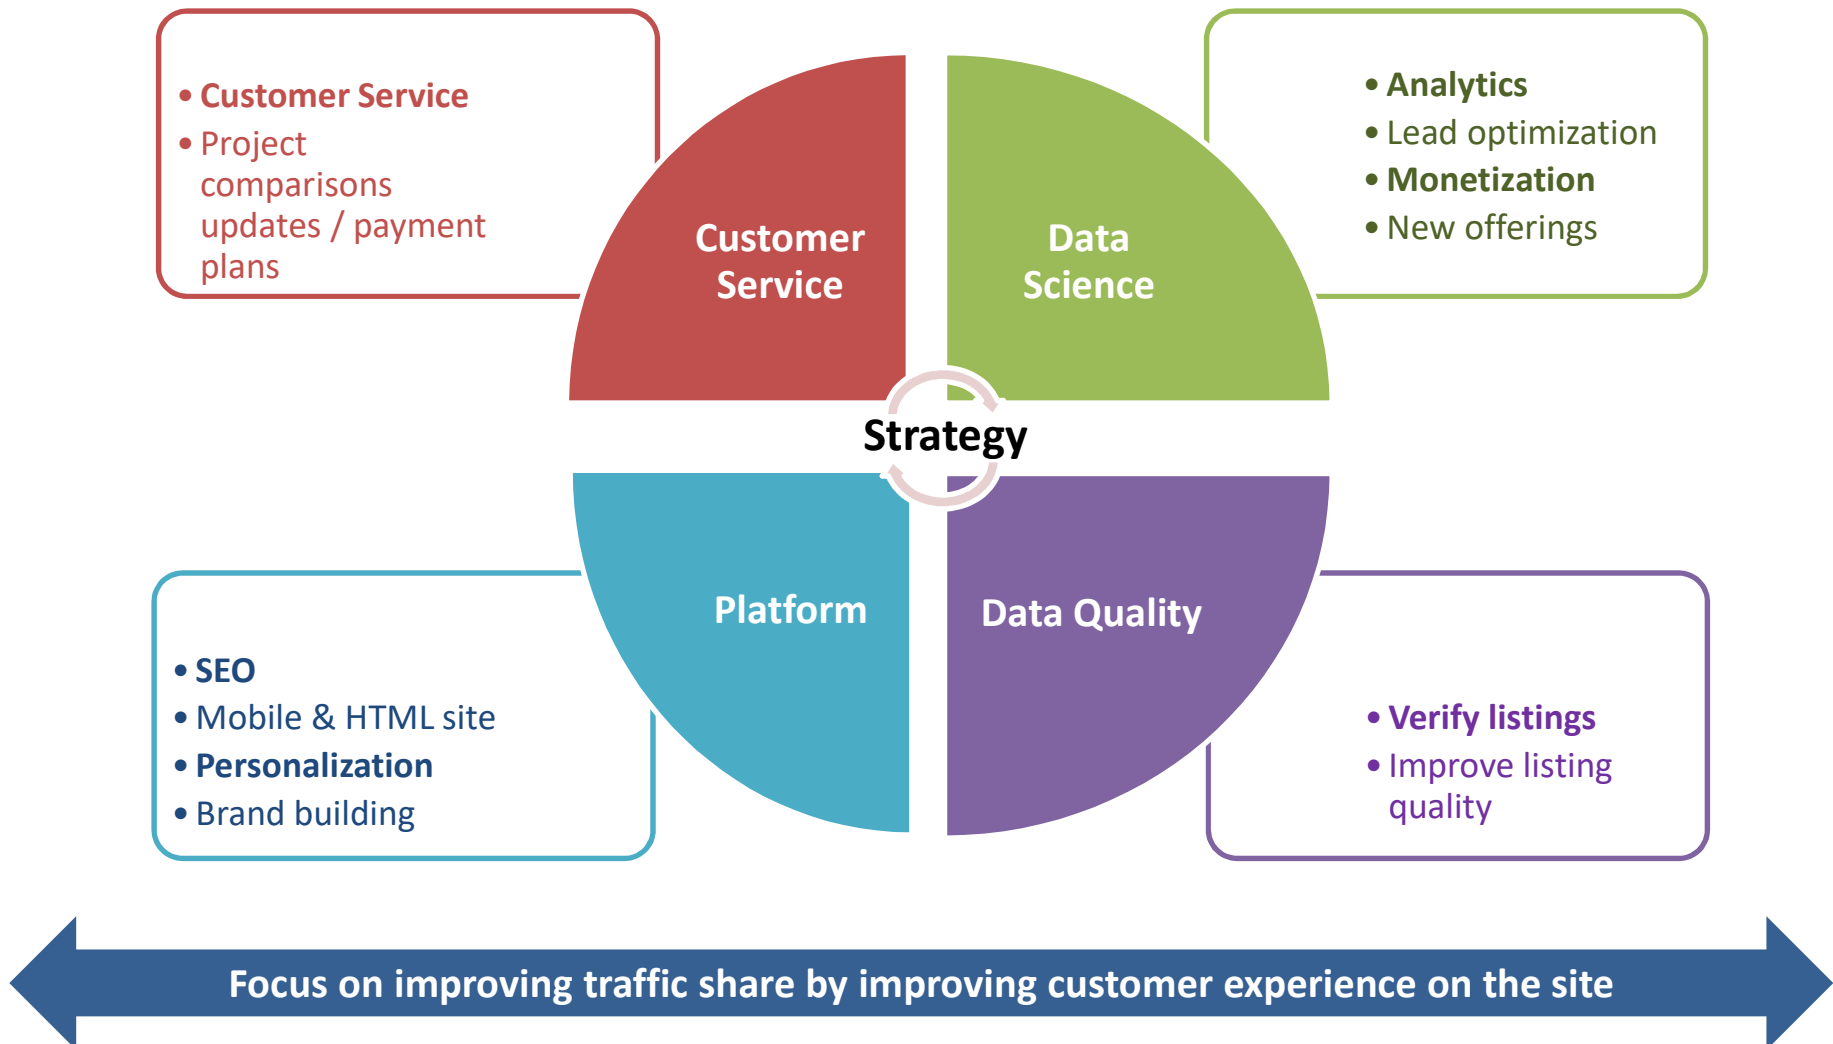 • Customer Service
• Project
comparisons
updates / payment
plans
• Analytics
• Lead optimization
• Monetization
• New offerings
Customer
Service
Data
Science
Strategy
Platform
Data Quality
• SEO
• Mobile & HTML site
• Personalization
• Brand building
• Verify listings
• Improve listing
quality
Focus on improving traffic share by improving customer experience on the site